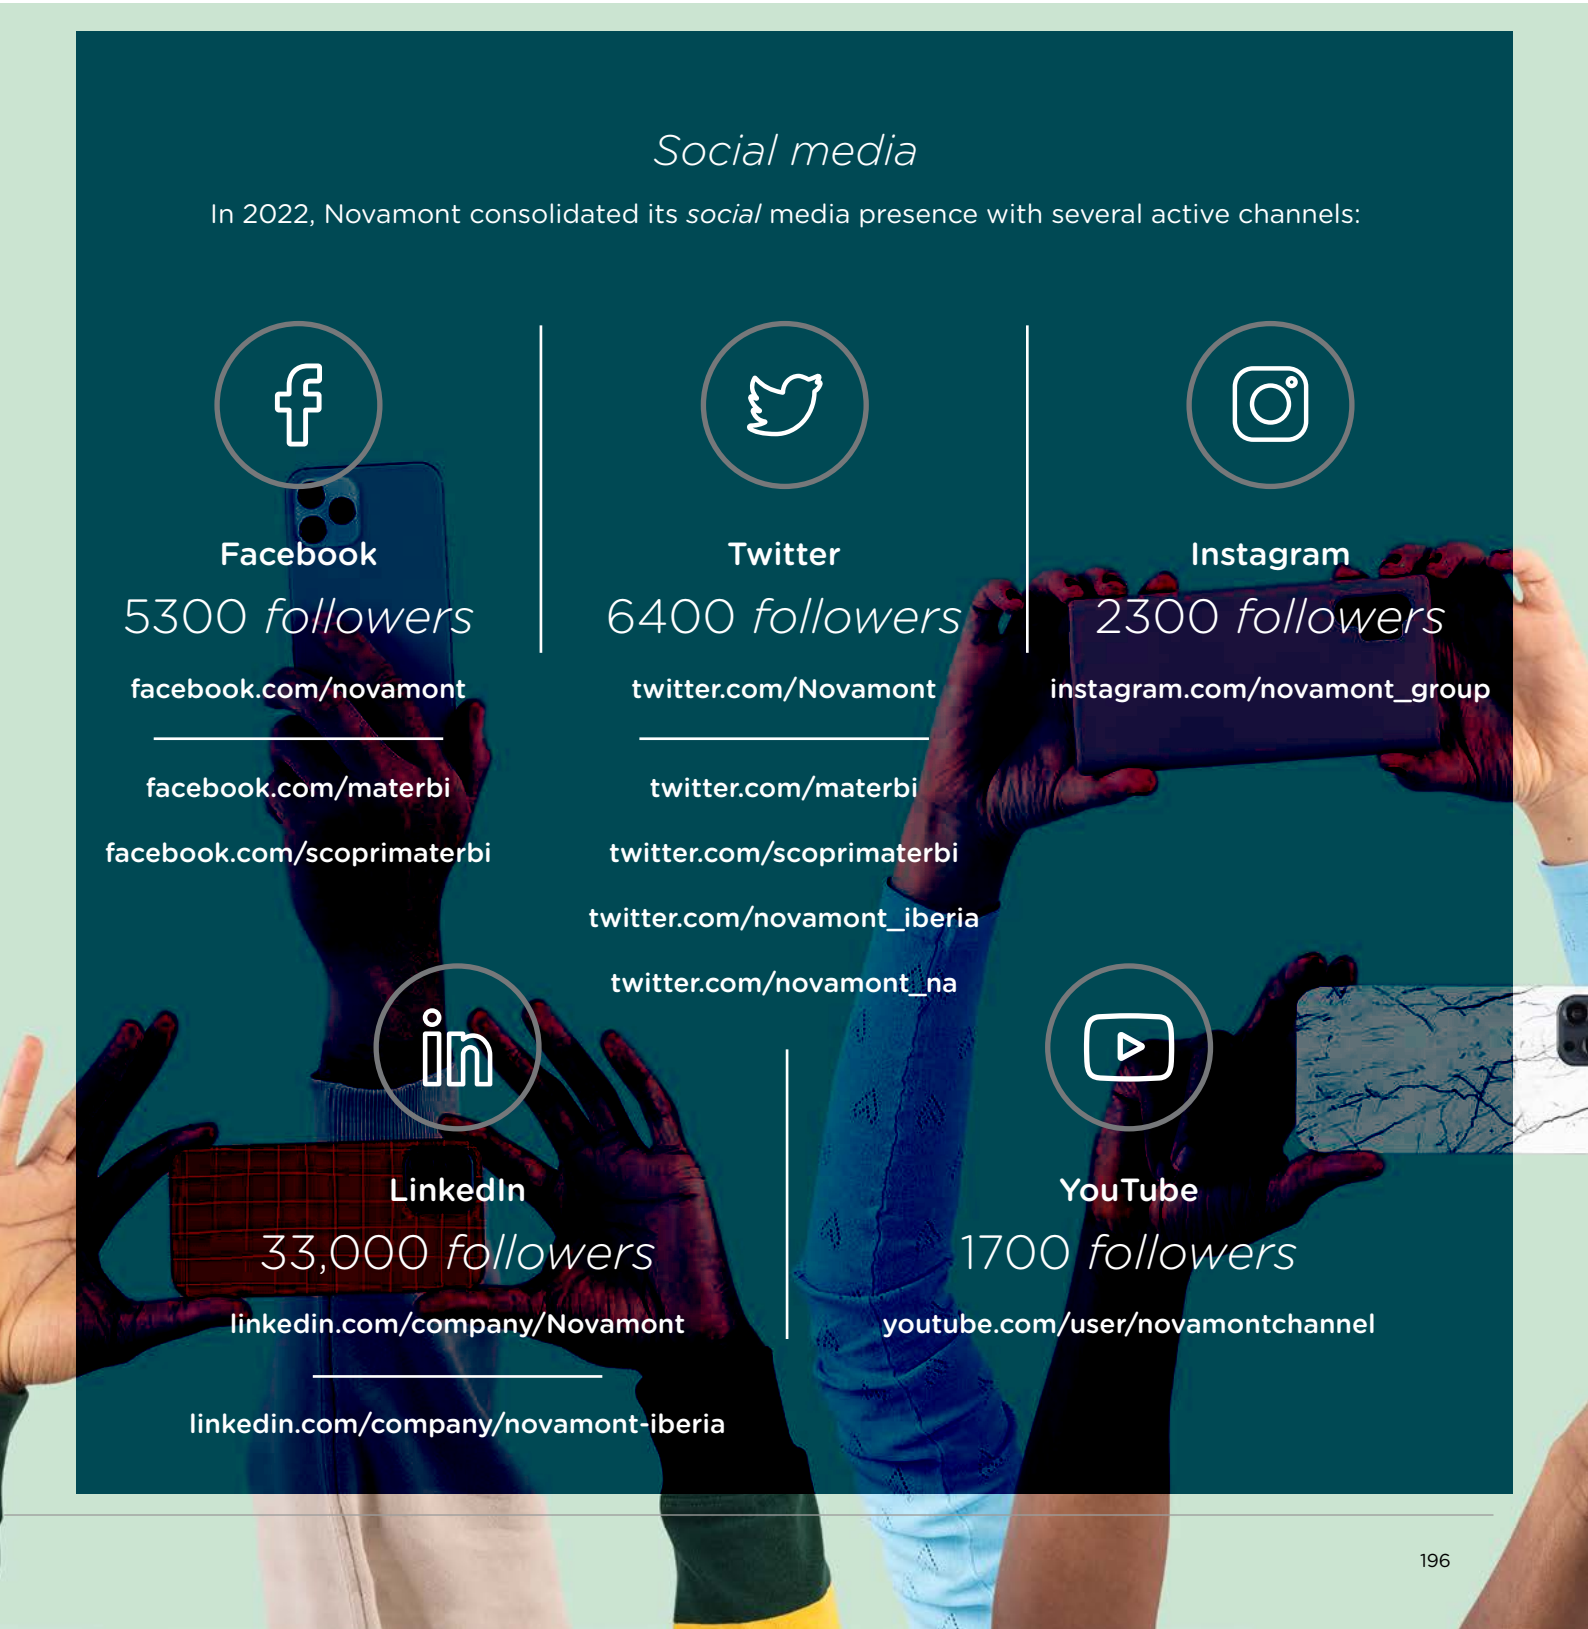 Social media
In 2022, Novamont consolidated its social media presence with several active channels:
Facebook
5300 followers
facebook.com/novamont
facebook.com/materbi
facebook.com/scoprimaterbi
Twitter
6400 followers
twitter.com/Novamont
twitter.com/materbi
twitter.com/scoprimaterbi
twitter.com/novamont_iberia
twitter.com/novamont_na
Instagram
2300 followers
instagram.com/novamont_group
in
LinkedIn
33,000 followers
linkedin.com/company/Novamont
linkedin.com/company/novamont-iberia
YouTube
1700 followers
youtube.com/user/novamontchannel
196